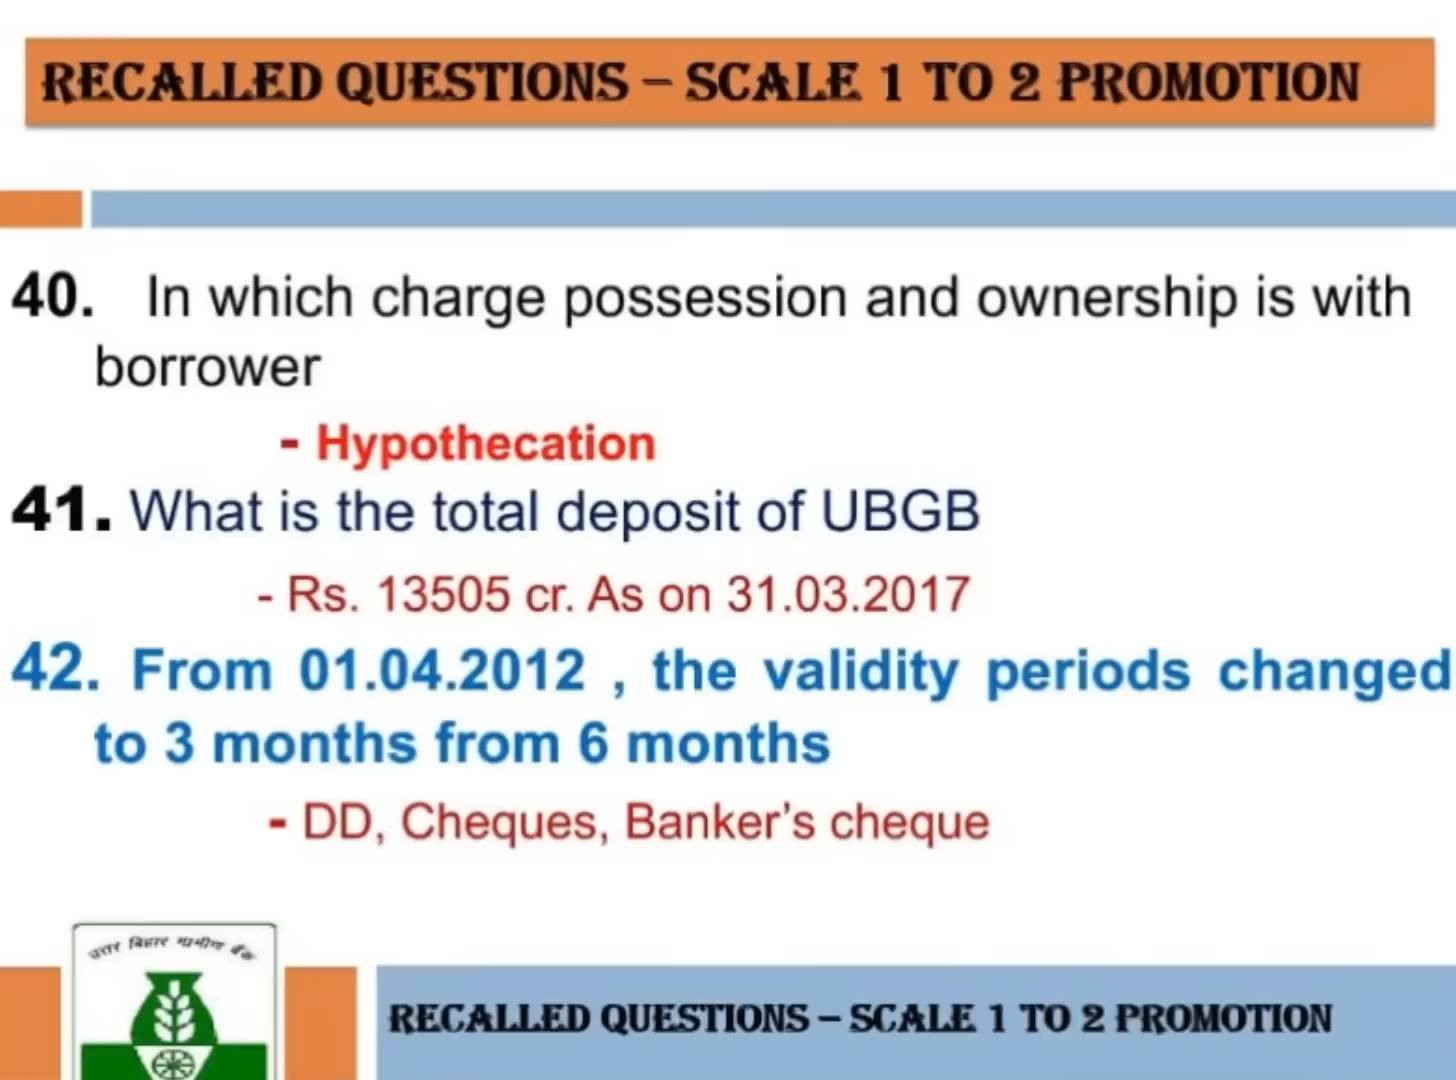 RECALLED QUESTIONS – SCALE 1 TO 2 PROMOTION
40. In which charge possession and ownership is with
borrower
- Hypothecation
41. What is the total deposit of UBGB
- Rs. 13505 cr. As on 31.03.2017
42. From 01.04.2012 , the validity periods changed
to 3 months from 6 months
- DD, Cheques, Banker’s cheque
उत्तर बिहार ग्रामीण बैंक
RECALLED QUESTIONS – SCALE 1 TO 2 PROMOTION